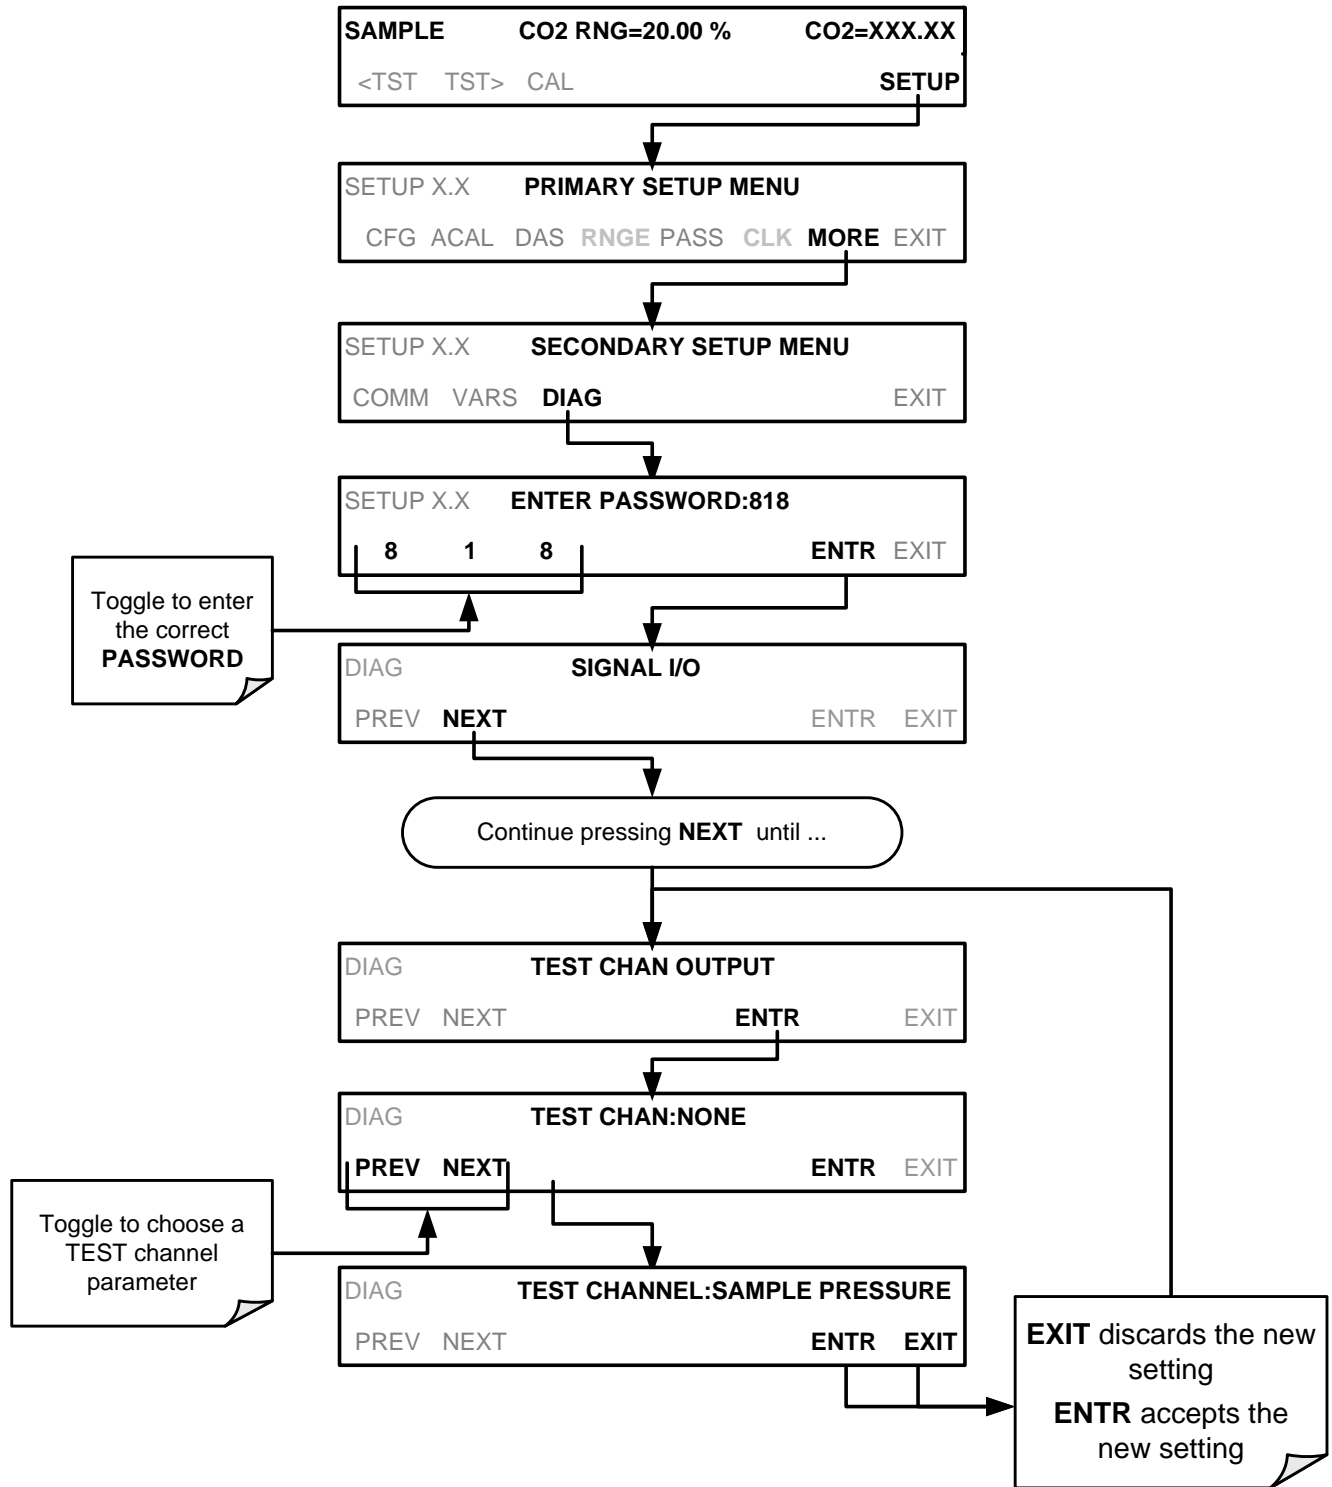 SAMPLE CO2 RNG=20.00 % CO2=XXX.XX
<TST TST> CAL SETUP
SETUP X.X PRIMARY SETUP MENU
CFG ACAL DAS RNGE PASS CLK MORE EXIT
SETUP X.X SECONDARY SETUP MENU
COMM VARS DIAG EXIT
SETUP X.X ENTER PASSWORD:818
8 1 8 ENTR EXIT
Toggle to enter
the correct
PASSWORD
DIAG SIGNAL I/O
PREV NEXT ENTR EXIT
Continue pressing NEXT until ...
DIAG TEST CHAN OUTPUT
PREV NEXT ENTR EXIT
DIAG TEST CHAN:NONE
PREV NEXT ENTR EXIT
Toggle to choose a
TEST channel
parameter
DIAG TEST CHANNEL:SAMPLE PRESSURE
PREV NEXT ENTR EXIT
EXIT discards the new
setting
ENTR accepts the
new setting